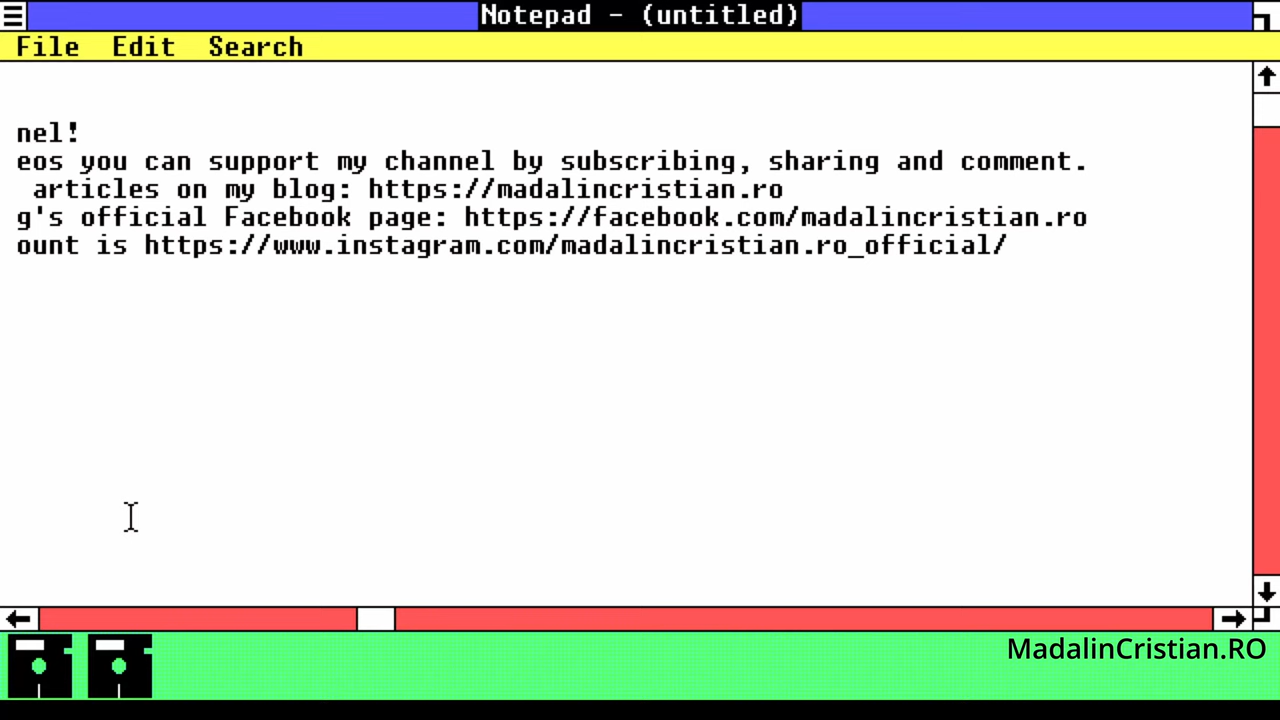 Notepad - (untitled)
File Edit Search
nel!
eos you can support my channel by subscribing, sharing and comment.
articles on my blog: https://madalincristian.ro
g's official Facebook page: https://facebook.com/madalincristian.ro
ount is https://www.instagram.com/madalincristian.ro_official/
MadalinCristian.RO